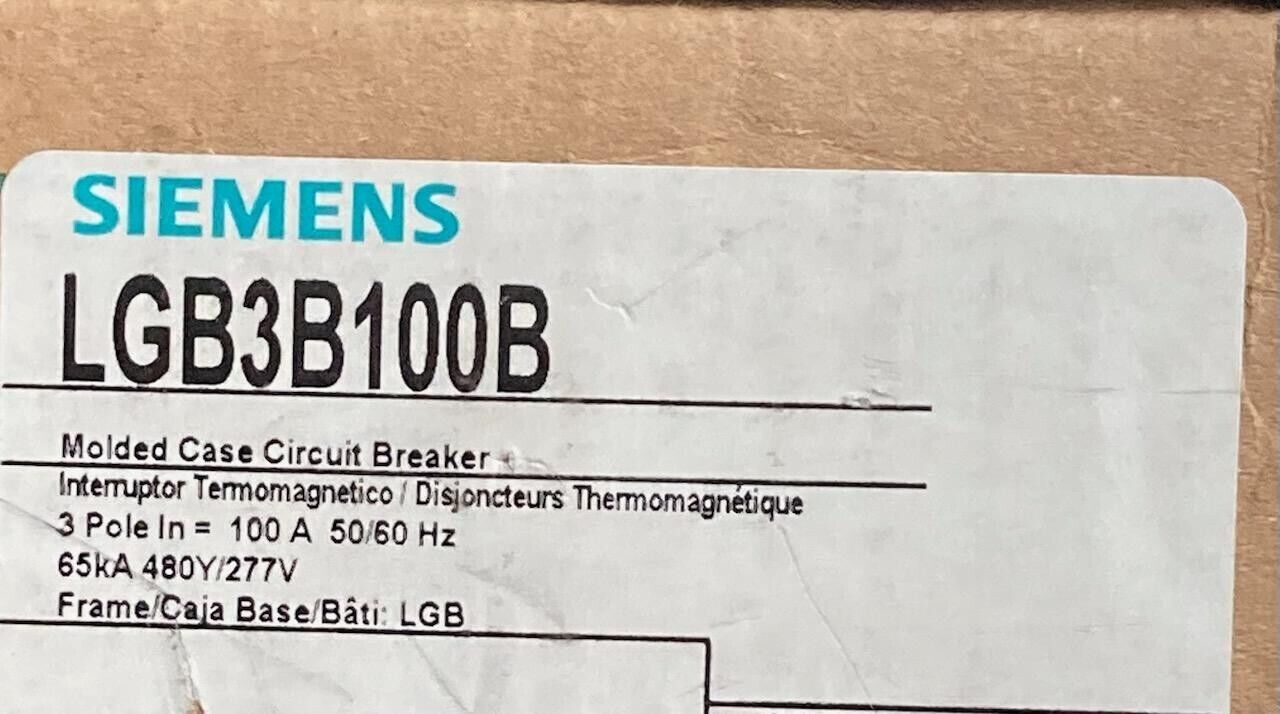 SIEMENS
LGB3B100B
Molded Case Circuit Breaker
Interruptor Termomagnetico / Disjoncteurs Thermomagnétique
3 Pole In = 100 A 50/60 Hz
65kA 480Y/277V
Frame/Caja Base/Bâti: LGB